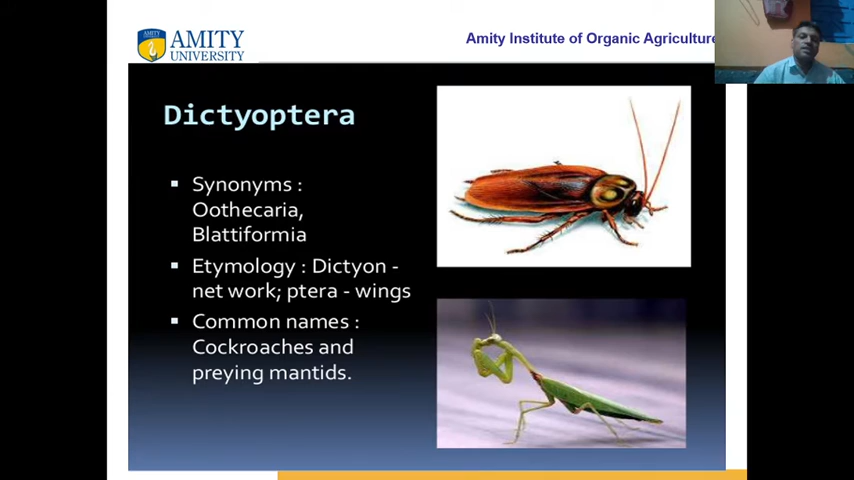 AMITY
UNIVERSITY
Amity Institute of Organic Agriculture
Dictyoptera
▪ Synonyms :
Oothecaria,
Blattiformia
▪ Etymology : Dictyon -
net work; ptera - wings
▪ Common names :
Cockroaches and
preying mantids.